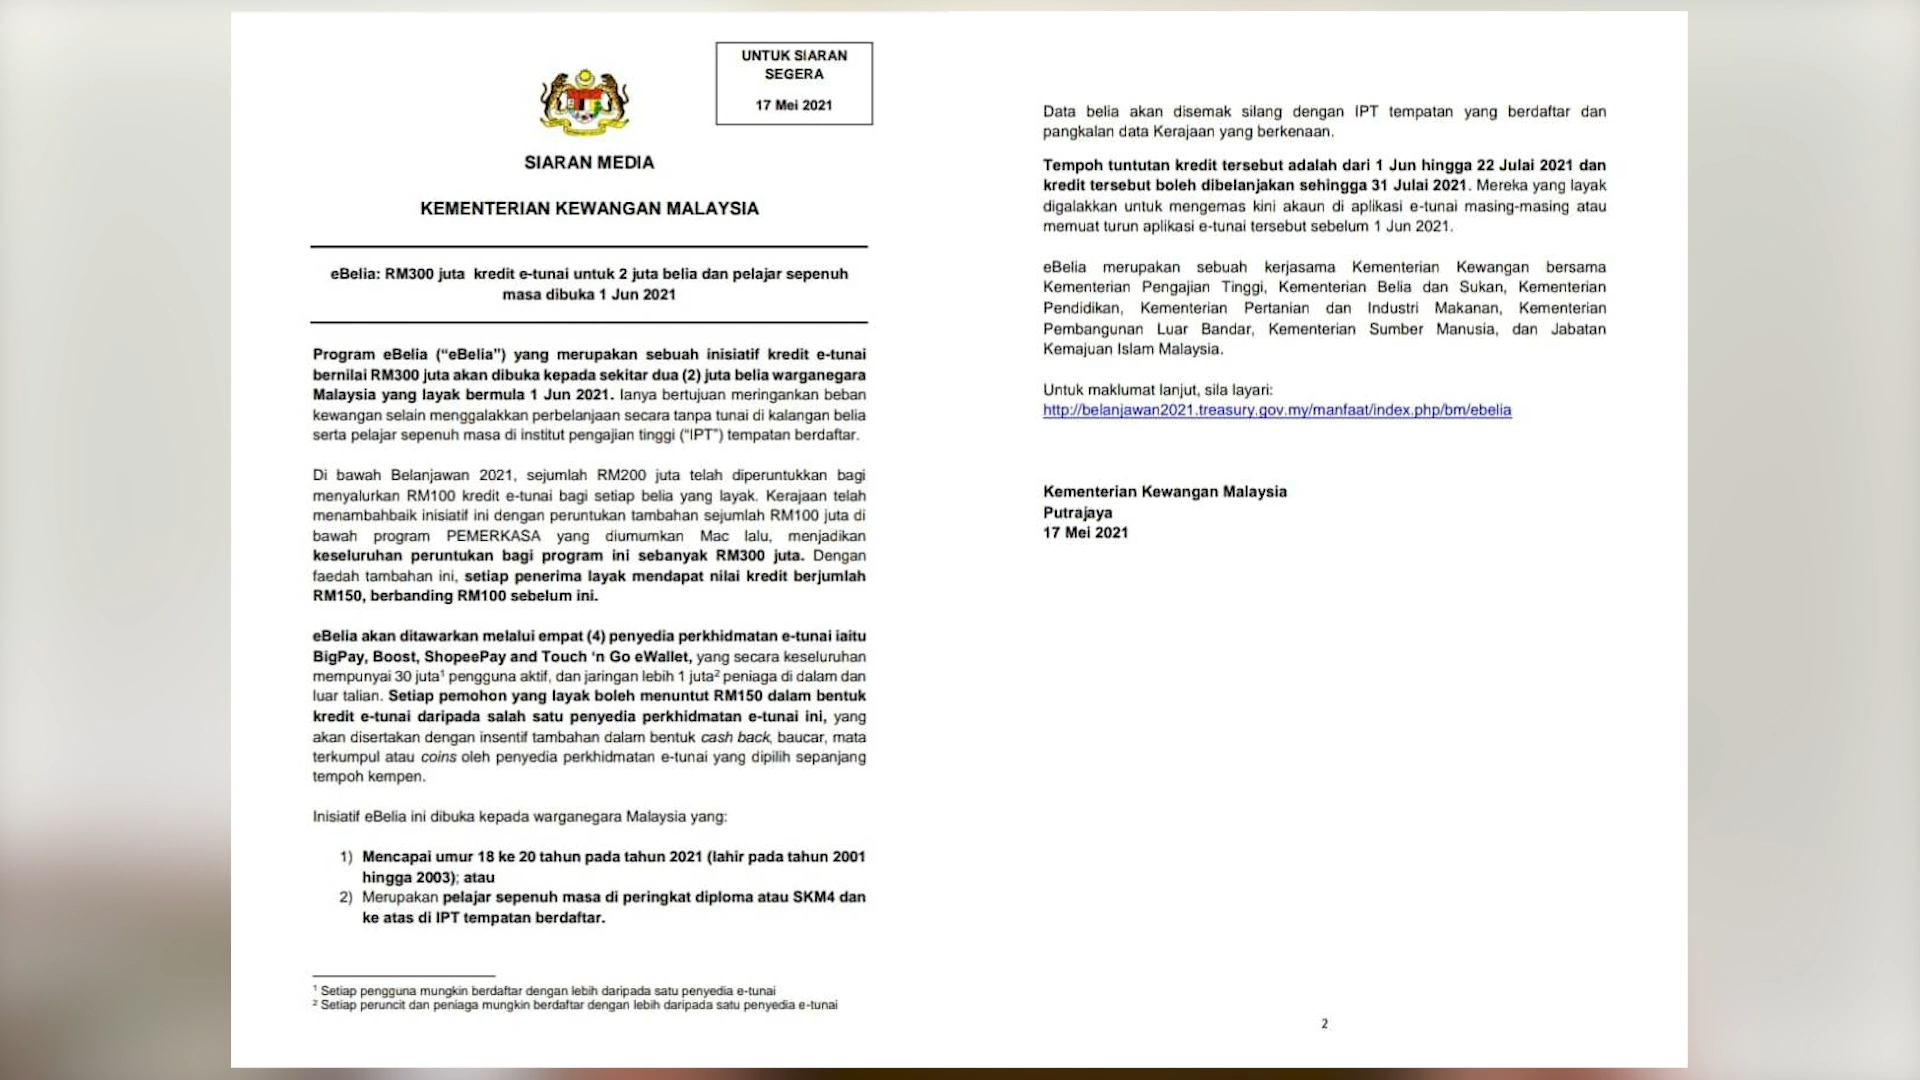 UNTUK SIARAN
SEGERA
17 Mei 2021
SIARAN MEDIA
KEMENTERIAN KEWANGAN MALAYSIA
eBelia: RM300 juta kredit e-tunai untuk 2 juta belia dan pelajar sepenuh
masa dibuka 1 Jun 2021
Program eBelia (“eBelia”) yang merupakan sebuah inisiatif kredit e-tunai
bernilai RM300 juta akan dibuka kepada sekitar dua (2) juta belia warganegara
Malaysia yang layak bermula 1 Jun 2021. Ianya bertujuan meringankan beban
kewangan selain menggalakkan perbelanjaan secara tanpa tunai di kalangan belia
serta pelajar sepenuh masa di institut pengajian tinggi (“IPT”) tempatan berdaftar.
Di bawah Belanjawan 2021, sejumlah RM200 juta telah diperuntukkan bagi
menyalurkan RM100 kredit e-tunai bagi setiap belia yang layak. Kerajaan telah
menambahbaik inisiatif ini dengan peruntukan tambahan sejumlah RM100 juta di
bawah program PEMERKASA yang diumumkan Mac lalu, menjadikan
keseluruhan peruntukan bagi program ini sebanyak RM300 juta. Dengan
faedah tambahan ini, setiap penerima layak mendapat nilai kredit berjumlah
RM150, berbanding RM100 sebelum ini.
eBelia akan ditawarkan melalui empat (4) penyedia perkhidmatan e-tunai iaitu
BigPay, Boost, ShopeePay and Touch ‘n Go eWallet, yang secara keseluruhan
mempunyai 30 juta¹ pengguna aktif, dan jaringan lebih 1 juta² peniaga di dalam dan
luar talian. Setiap pemohon yang layak boleh menuntut RM150 dalam bentuk
kredit e-tunai daripada salah satu penyedia perkhidmatan e-tunai ini, yang
akan disertakan dengan insentif tambahan dalam bentuk cash back, baucar, mata
terkumpul atau coins oleh penyedia perkhidmatan e-tunai yang dipilih sepanjang
tempoh kempen.
Inisiatif eBelia ini dibuka kepada warganegara Malaysia yang:
1) Mencapai umur 18 ke 20 tahun pada tahun 2021 (lahir pada tahun 2001
hingga 2003); atau
2) Merupakan pelajar sepenuh masa di peringkat diploma atau SKM4 dan
ke atas di IPT tempatan berdaftar.
¹ Setiap pengguna mungkin berdaftar dengan lebih daripada satu penyedia e-tunai
² Setiap peruncit dan peniaga mungkin berdaftar dengan lebih daripada satu penyedia e-tunai
Data belia akan disemak silang dengan IPT tempatan yang berdaftar dan
pangkalan data Kerajaan yang berkenaan.
Tempoh tuntutan kredit tersebut adalah dari 1 Jun hingga 22 Julai 2021 dan
kredit tersebut boleh dibelanjakan sehingga 31 Julai 2021. Mereka yang layak
digalakkan untuk mengemas kini akaun di aplikasi e-tunai masing-masing atau
memuat turun aplikasi e-tunai tersebut sebelum 1 Jun 2021.
eBelia merupakan sebuah kerjasama Kementerian Kewangan bersama
Kementerian Pengajian Tinggi, Kementerian Belia dan Sukan, Kementerian
Pendidikan, Kementerian Pertanian dan Industri Makanan, Kementerian
Pembangunan Luar Bandar, Kementerian Sumber Manusia, dan Jabatan
Kemajuan Islam Malaysia.
Untuk maklumat lanjut, sila layari:
http://belanjawan2021.treasury.gov.my/manfaat/index.php/bm/ebelia
Kementerian Kewangan Malaysia
Putrajaya
17 Mei 2021
2